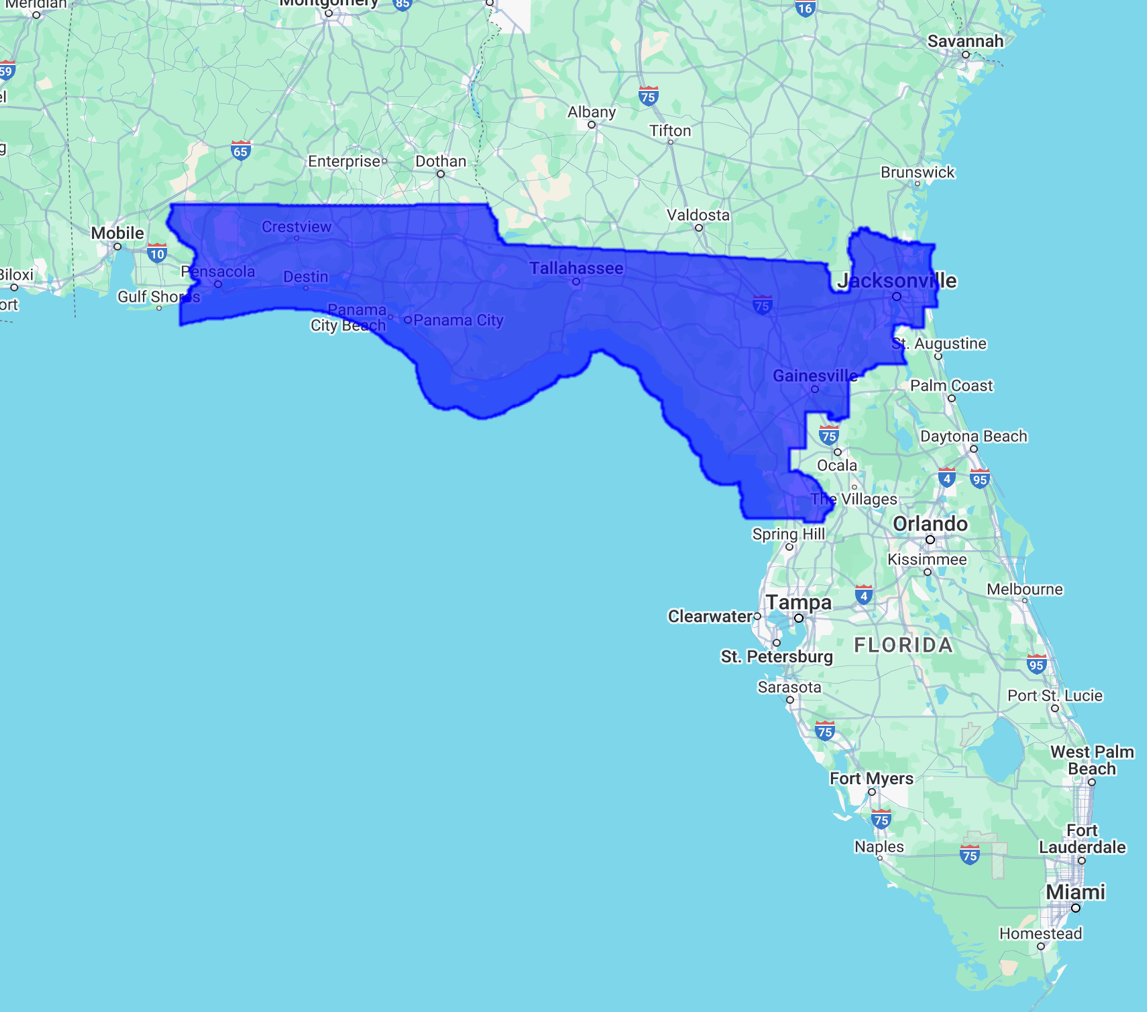 Meridian
Montgomery
85
16
Savannah
59
75
Albany
Tifton
65
Enterprise
Dothan
Brunswick
Valdosta
Mobile
10
Crestview
Biloxi
Pensacola
Destin
Tallahassee
Jacksonville
Gulf Shores
75
Panama
City Beach
Panama City
St. Augustine
Gainesville
Palm Coast
75
Daytona Beach
Ocala
4
95
The Villages
Orlando
Spring Hill
Kissimmee
4
Melbourne
Tampa
Clearwater
FLORIDA
St. Petersburg
95
Sarasota
Port St. Lucie
75
West Palm
Beach
Fort Myers
75
Fort
Lauderdale
Naples
75
Miami
Homestead